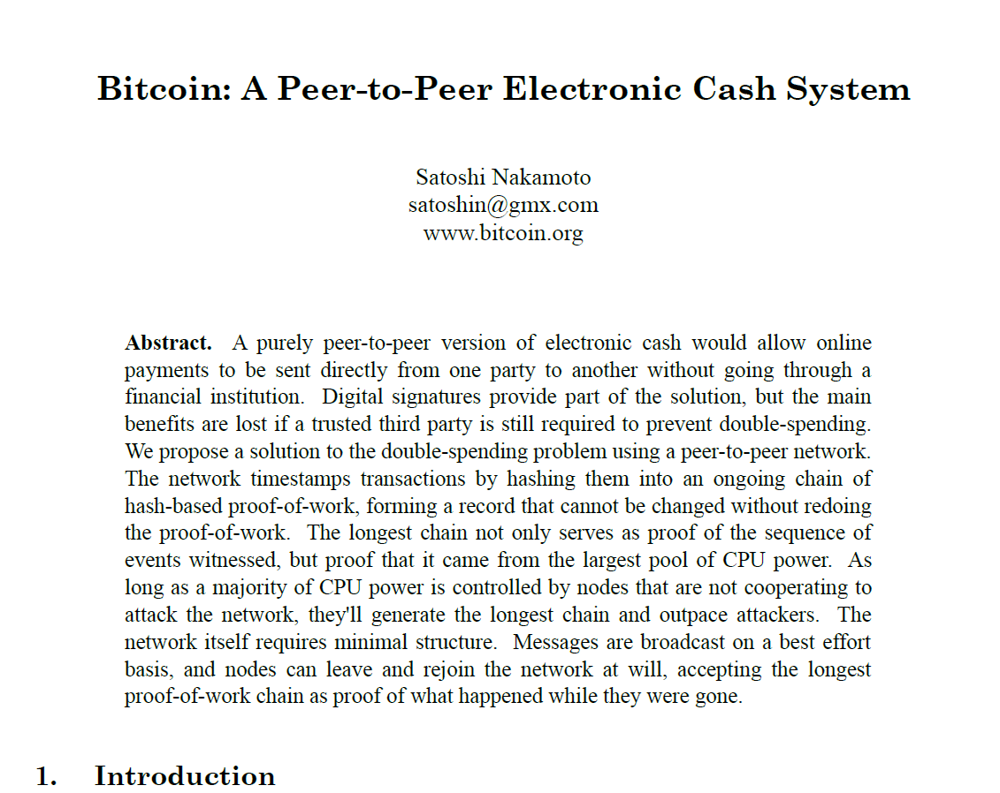 Bitcoin: A Peer-to-Peer Electronic Cash System
Satoshi Nakamoto
satoshin@gmx.com
www.bitcoin.org
Abstract. A purely peer-to-peer version of electronic cash would allow online
payments to be sent directly from one party to another without going through a
financial institution. Digital signatures provide part of the solution, but the main
benefits are lost if a trusted third party is still required to prevent double-spending.
We propose a solution to the double-spending problem using a peer-to-peer network.
The network timestamps transactions by hashing them into an ongoing chain of
hash-based proof-of-work, forming a record that cannot be changed without redoing
the proof-of-work. The longest chain not only serves as proof of the sequence of
events witnessed, but proof that it came from the largest pool of CPU power. As
long as a majority of CPU power is controlled by nodes that are not cooperating to
attack the network, they'll generate the longest chain and outpace attackers. The
network itself requires minimal structure. Messages are broadcast on a best effort
basis, and nodes can leave and rejoin the network at will, accepting the longest
proof-of-work chain as proof of what happened while they were gone.
1. Introduction